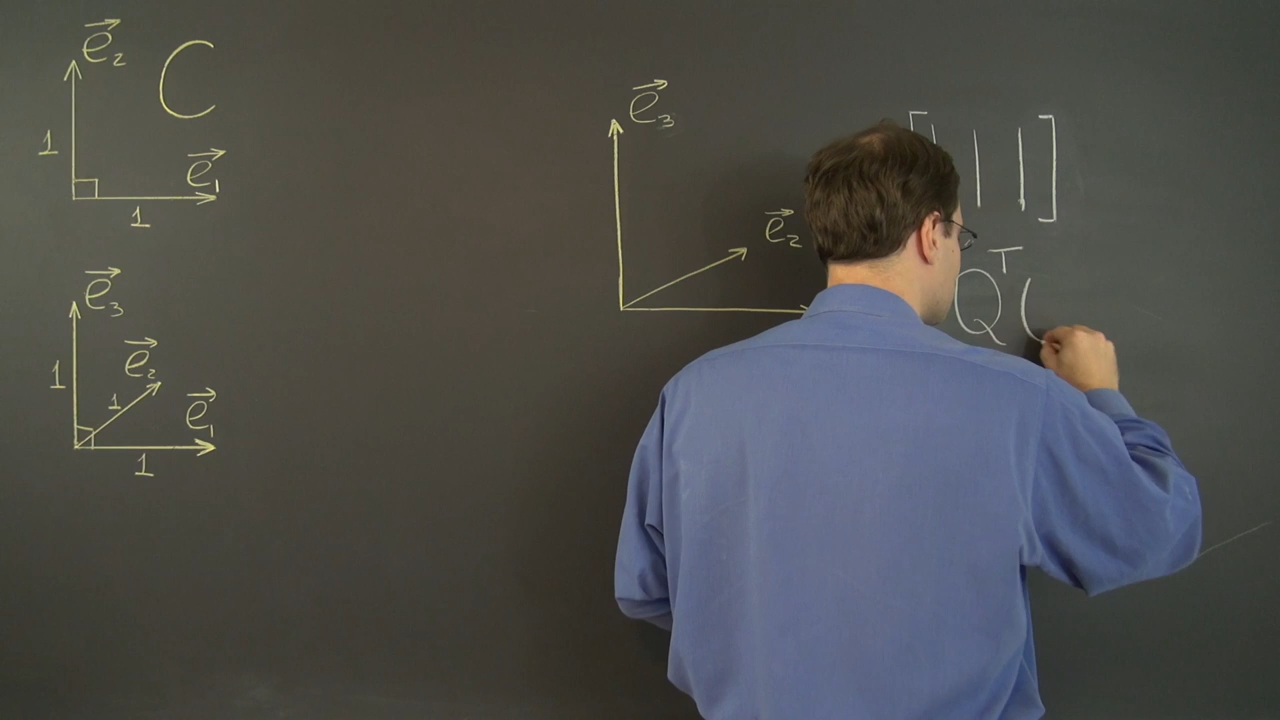 e⃗₂ C
1
e⃗₁
1
e⃗₃
e⃗₂
1 1
e⃗₁
1
e⃗₃
e⃗₂
[| | |]
Qᵀ (